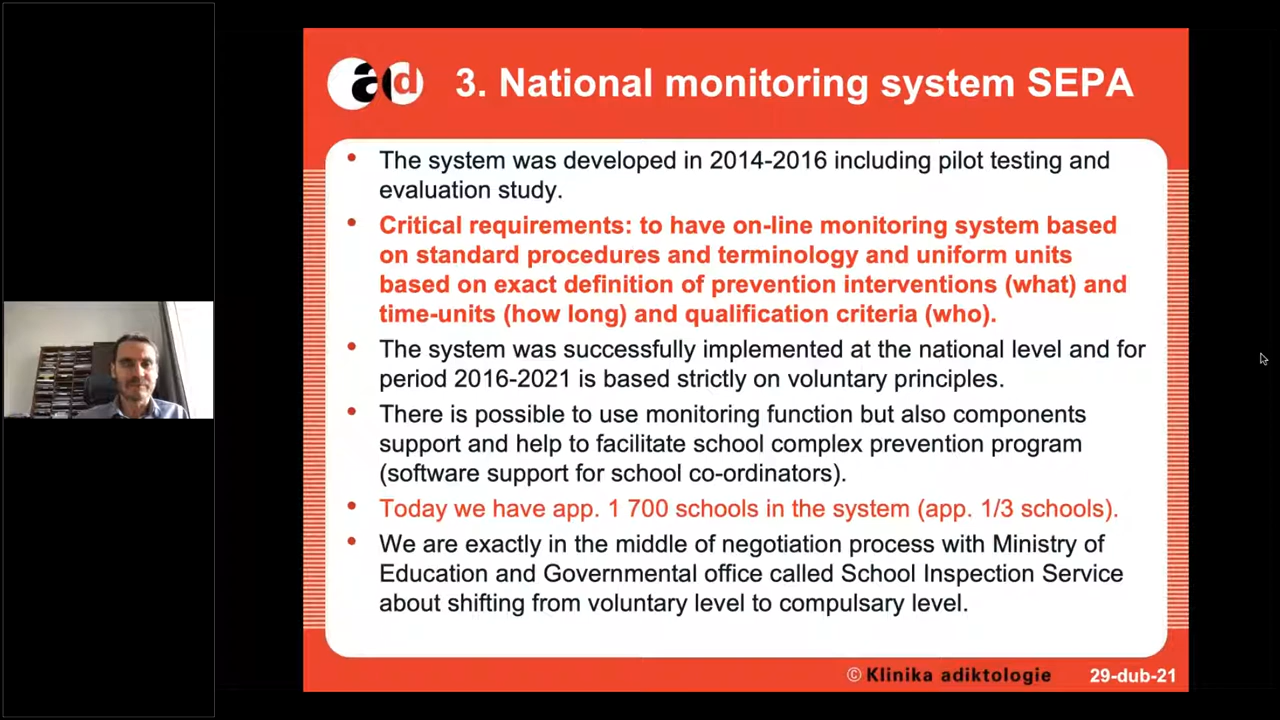 ad
3. National monitoring system SEPA
• The system was developed in 2014-2016 including pilot testing and
evaluation study.
• Critical requirements: to have on-line monitoring system based
on standard procedures and terminology and uniform units
based on exact definition of prevention interventions (what) and
time-units (how long) and qualification criteria (who).
• The system was successfully implemented at the national level and for
period 2016-2021 is based strictly on voluntary principles.
• There is possible to use monitoring function but also components
support and help to facilitate school complex prevention program
(software support for school co-ordinators).
• Today we have app. 1 700 schools in the system (app. 1/3 schools).
• We are exactly in the middle of negotiation process with Ministry of
Education and Governmental office called School Inspection Service
about shifting from voluntary level to compulsary level.
© Klinika adiktologie
29-dub-21